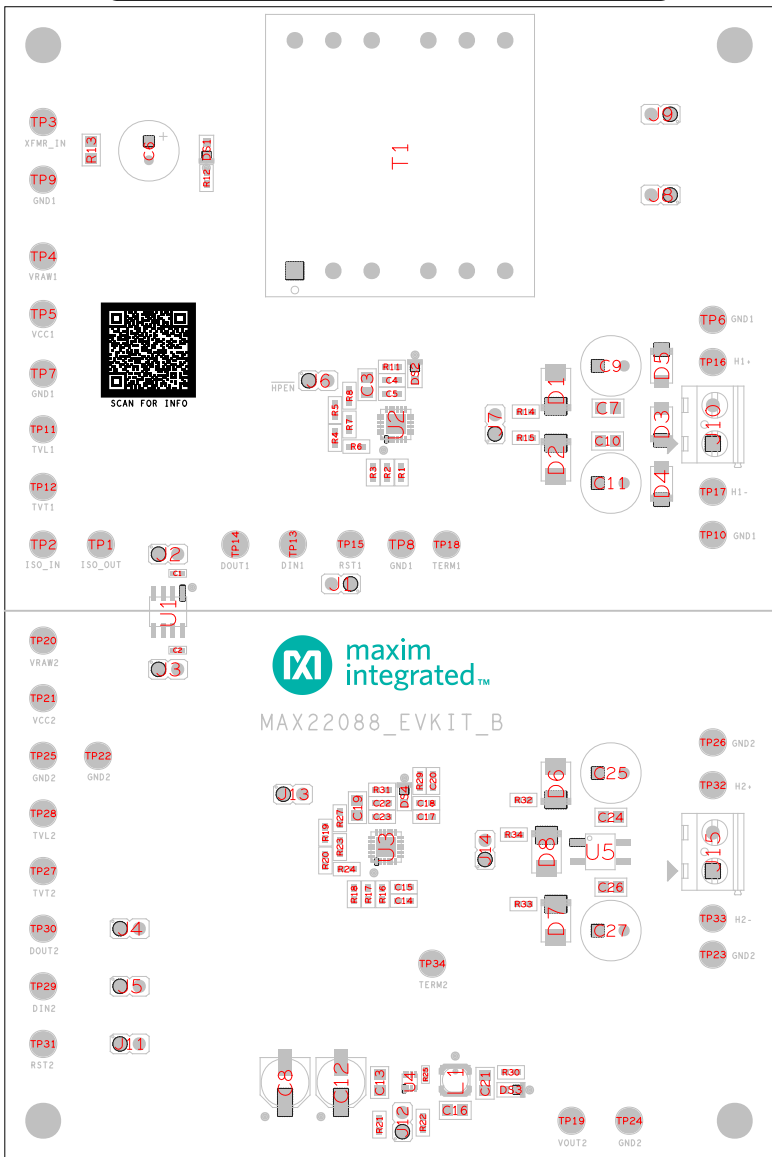 TP3
XFMR_IN
R13
C6
+
DS1
R12
T1
J9
TP9
GND1
J8
TP4
VRAW1
TP5
VCC1
SCAN FOR INFO
TP7
GND1
TP11
TVL1
TP12
TVT1
TP2
ISO_IN
TP1
ISO_OUT
HPEN
J6
C3
R11
C4
C5
DS2
R8
R5
R7
R4
R6
U2
R3
R2
R1
J7
R14
R15
D1
D2
C9
C7
C10
C11
D5
D3
D4
TP6 GND1
TP16 H1+
J10
TP17 H1-
TP10 GND1
J2
C1
U1
C2
J3
TP14
DOUT1
TP13
DIN1
TP15
RST1
TP8
GND1
TP18
TERM1
J1
maxim
integrated™
MAX22088_EVKIT_B
TP20
VRAW2
TP21
VCC2
TP25
GND2
TP22
GND2
TP28
TVL2
TP27
TVT2
TP30
DOUT2
TP29
DIN2
TP31
RST2
J4
J5
J11
J13
C19
R31
C22
C23
DS4
R29
C20
C18
C17
R27
R19
R23
R20
R24
U3
R18
R17
R16
C15
C14
J14
R32
R34
R33
D6
D8
D7
C25
C24
U5
C26
C27
TP26 GND2
TP32 H2+
J15
TP33 H2-
TP23 GND2
TP34
TERM2
C8
C12
C13
U4
R25
L1
C21
R30
DS3
C16
R21
J12
R22
TP19
VOUT2
TP24
GND2